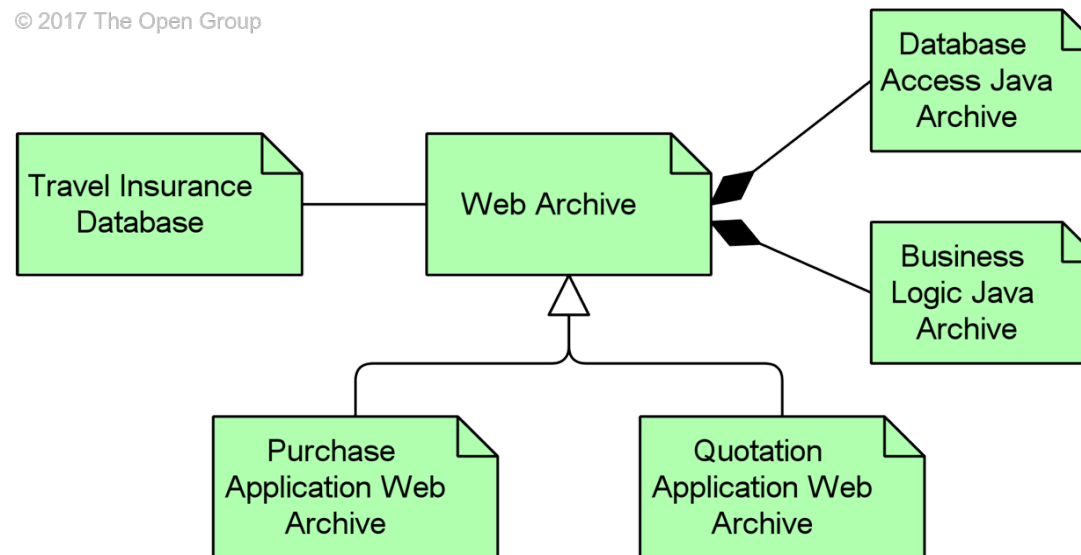 © 2017 The Open Group
Database
Access Java
Archive
Travel Insurance
Database
Web Archive
Business
Logic Java
Archive
Purchase
Application Web
Archive
Quotation
Application Web
Archive